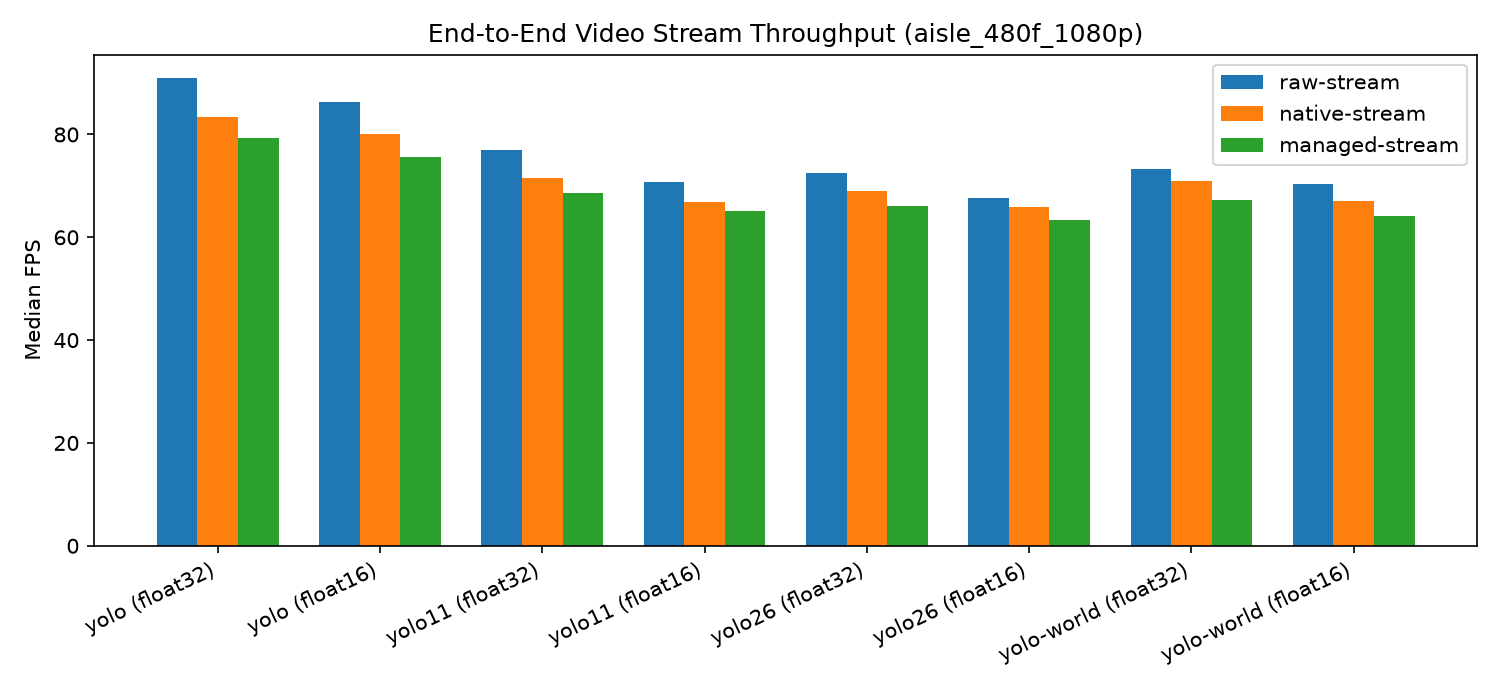 End-to-End Video Stream Throughput (aisle_480f_1080p)
raw-stream
native-stream
managed-stream
Median FPS
80
60
40
20
0
yolo (float32)
yolo (float16)
yolo11 (float32)
yolo11 (float16)
yolo26 (float32)
yolo26 (float16)
yolo-world (float32)
yolo-world (float16)